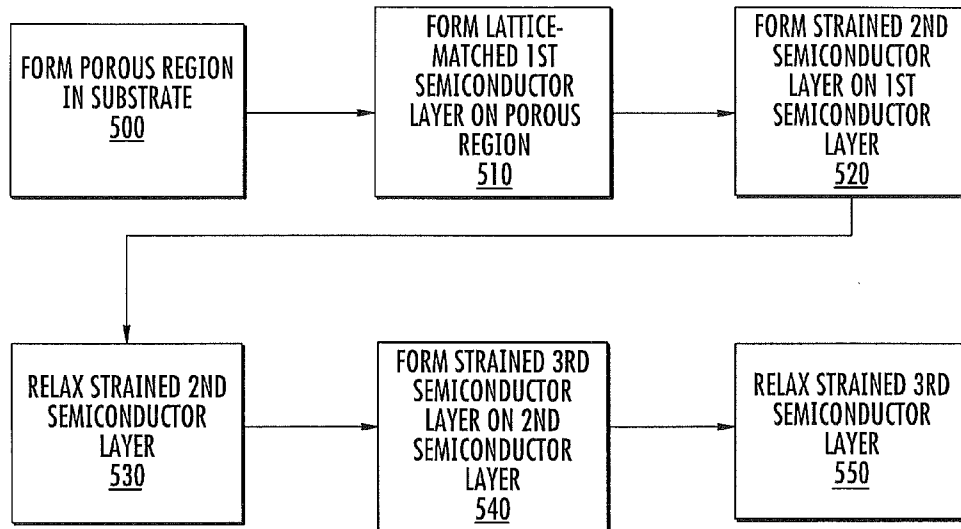 FORM POROUS REGION
IN SUBSTRATE
500
FORM LATTICE-
MATCHED 1ST
SEMICONDUCTOR
LAYER ON POROUS
REGION
510
FORM STRAINED 2ND
SEMICONDUCTOR
LAYER ON 1ST
SEMICONDUCTOR
LAYER
520
RELAX STRAINED 2ND
SEMICONDUCTOR
LAYER
530
FORM STRAINED 3RD
SEMICONDUCTOR
LAYER ON 2ND
SEMICONDUCTOR
LAYER
540
RELAX STRAINED 3RD
SEMICONDUCTOR
LAYER
550